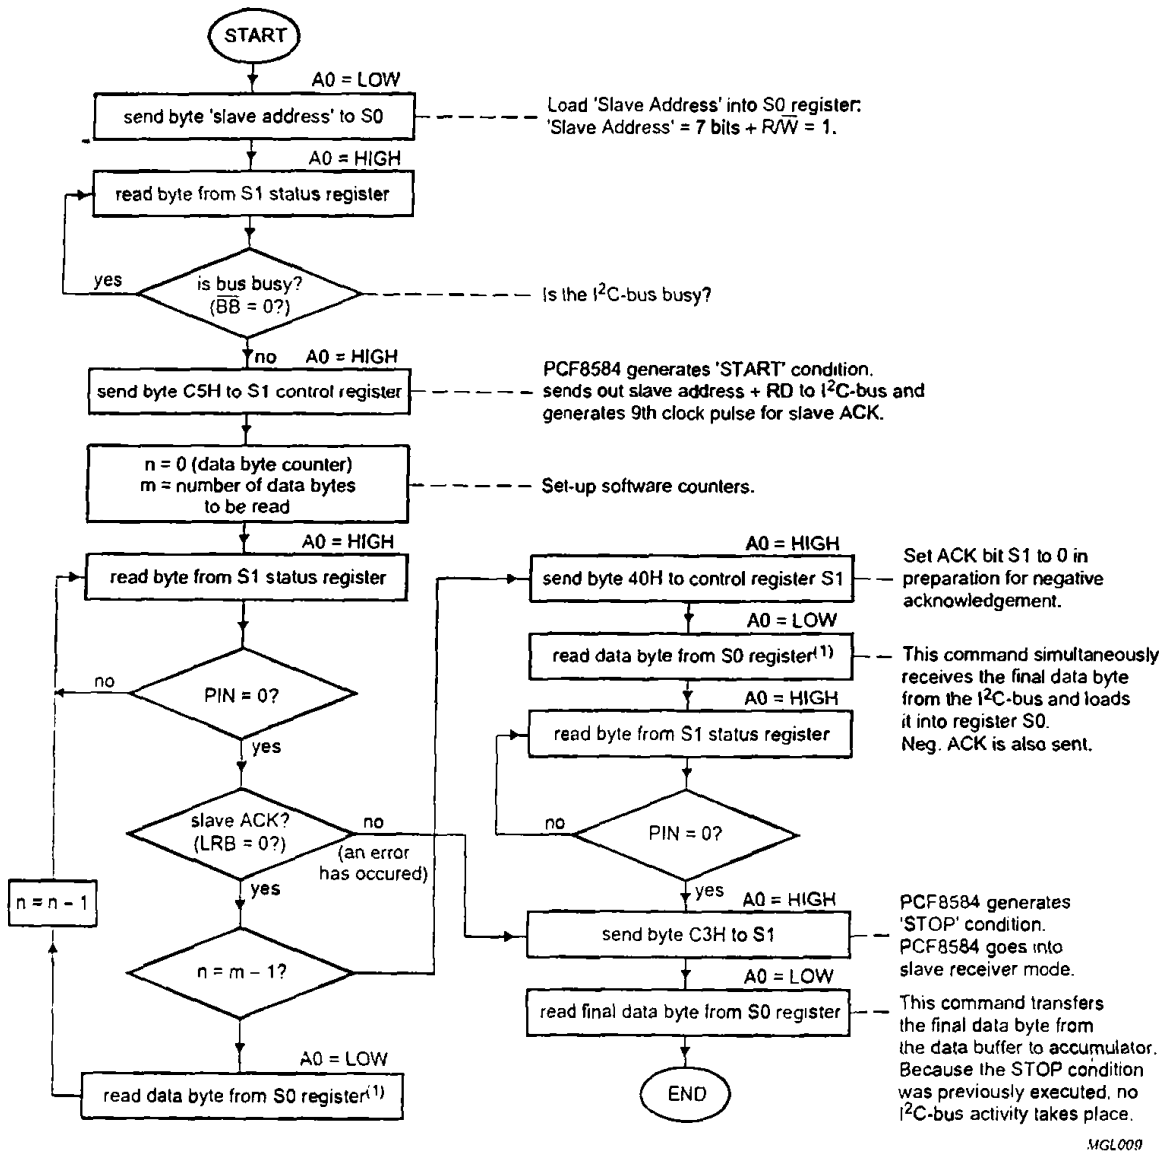 START
A0 = LOW
send byte 'slave address' to S0
Load 'Slave Address' into S0 register:
'Slave Address' = 7 bits + R/W̅ = 1.
A0 = HIGH
read byte from S1 status register
yes
is bus busy?
(B̅B̅ = 0?)
Is the I²C-bus busy?
no
A0 = HIGH
send byte C5H to S1 control register
PCF8584 generates 'START' condition.
sends out slave address + RD to I²C-bus and
generates 9th clock pulse for slave ACK.
n = 0 (data byte counter)
m = number of data bytes
to be read
Set-up software counters.
A0 = HIGH
read byte from S1 status register
no
PIN = 0?
yes
slave ACK?
(LRB = 0?)
no
(an error
has occured)
yes
n = n - 1
n = m – 1?
A0 = LOW
read data byte from S0 register(1)
A0 = HIGH
send byte 40H to control register S1
Set ACK bit S1 to 0 in
preparation for negative
acknowledgement.
A0 = LOW
read data byte from S0 register(1)
This command simultaneously
receives the final data byte
from the I²C-bus and loads
it into register S0.
Neg. ACK is also sent.
A0 = HIGH
read byte from S1 status register
no
PIN = 0?
yes
A0 = HIGH
send byte C3H to S1
PCF8584 generates
'STOP' condition.
PCF8584 goes into
slave receiver mode.
A0 = LOW
read final data byte from S0 register
This command transfers
the final data byte from
the data buffer to accumulator.
Because the STOP condition
was previously executed, no
I²C-bus activity takes place.
END
MGL009